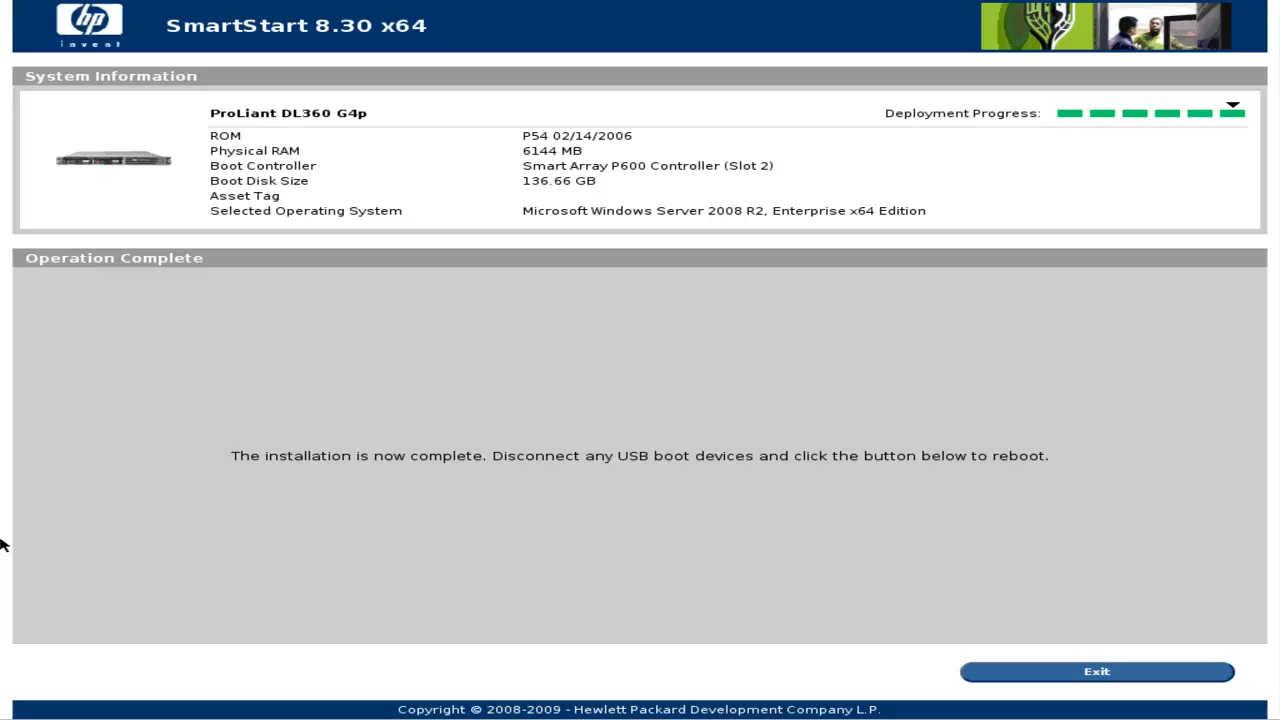 hp
invent
SmartStart 8.30 x64
System Information
ProLiant DL360 G4p
Deployment Progress:
ROM P54 02/14/2006
Physical RAM 6144 MB
Boot Controller Smart Array P600 Controller (Slot 2)
Boot Disk Size 136.66 GB
Asset Tag
Selected Operating System Microsoft Windows Server 2008 R2, Enterprise x64 Edition
Operation Complete
The installation is now complete. Disconnect any USB boot devices and click the button below to reboot.
Exit
Copyright © 2008-2009 - Hewlett Packard Development Company L.P.